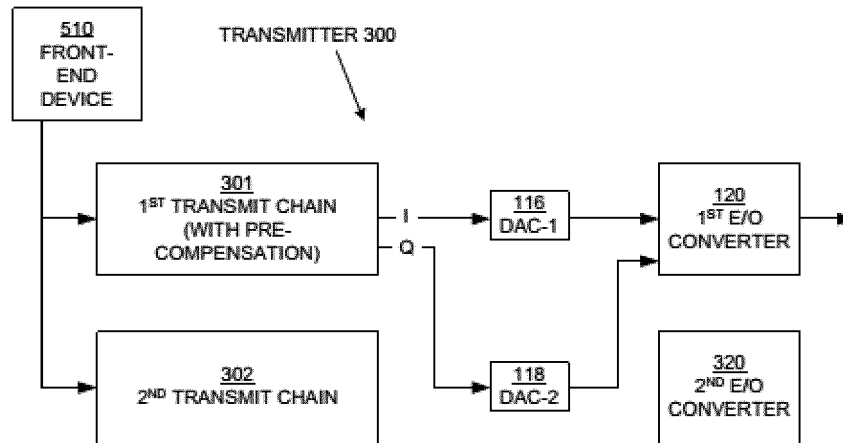 510
FRONT-
END
DEVICE
TRANSMITTER 300
301
1ST TRANSMIT CHAIN
(WITH PRE-
COMPENSATION)
I
Q
116
DAC-1
120
1ST E/O
CONVERTER
302
2ND TRANSMIT CHAIN
118
DAC-2
320
2ND E/O
CONVERTER